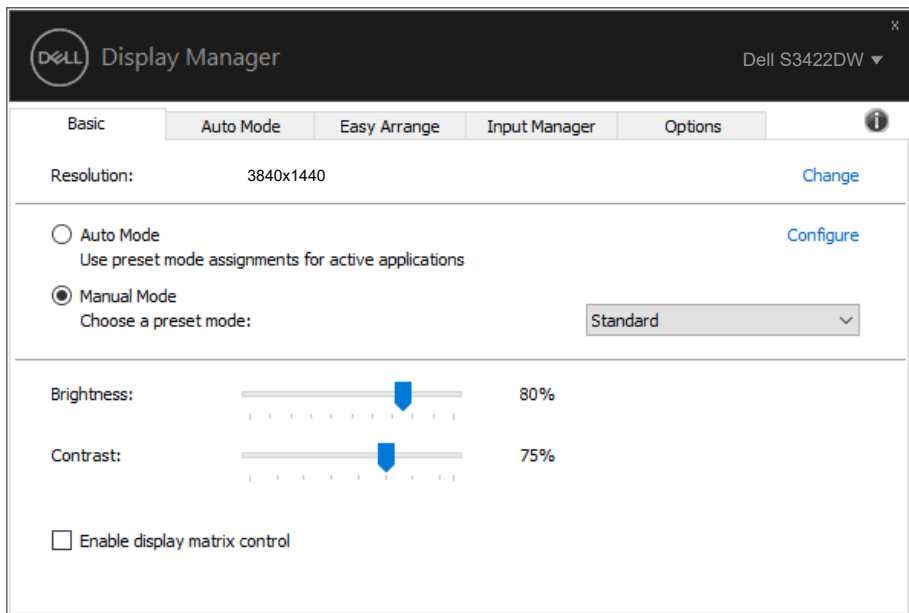 x
DELL Display Manager
Dell S3422DW
Basic
Auto Mode
Easy Arrange
Input Manager
Options
i
Resolution: 3840x1440 Change
Auto Mode Configure
Use preset mode assignments for active applications
Manual Mode
Choose a preset mode: Standard
Brightness: 80%
Contrast: 75%
Enable display matrix control